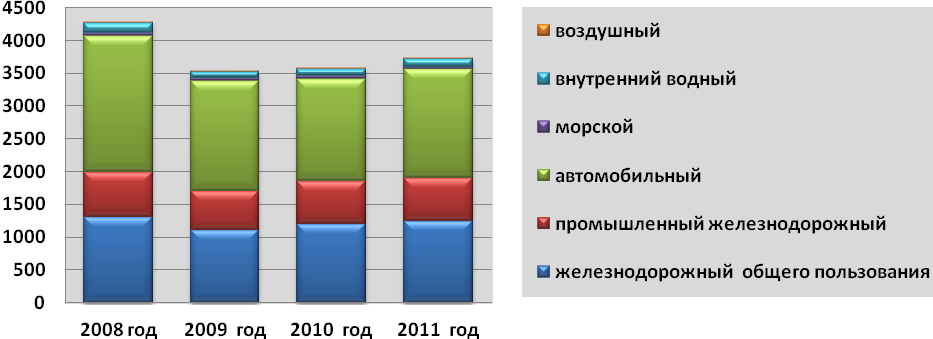 4500
4000
3500
3000
2500
2000
1500
1000
500
0
2008 год
2009 год
2010 год
2011 год
воздушный
внутренний водный
морской
автомобильный
промышленный железнодорожный
железнодорожный общего пользования